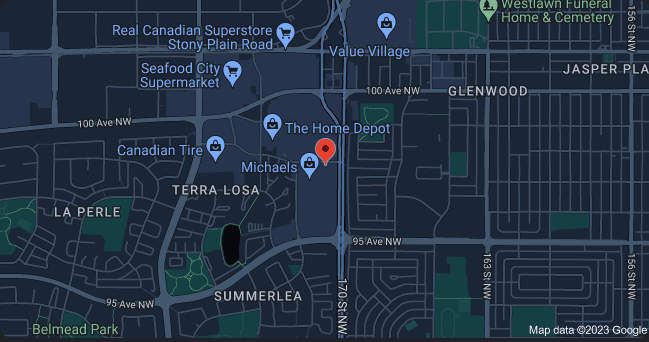 Westlawn Funeral
Home & Cemetery
156 St NW
Real Canadian Superstore
Stony Plain Road
Value Village
Seafood City
Supermarket
JASPER PLA
100 Ave NW
GLENWOOD
100 Ave NW
The Home Depot
Canadian Tire
Michaels
TERRA LOSA
LA PERLE
95 Ave NW
163 St NW
156 St NW
170 St NW
SUMMERLEA
95 Ave NW
Belmead Park
Map data ©2023 Google